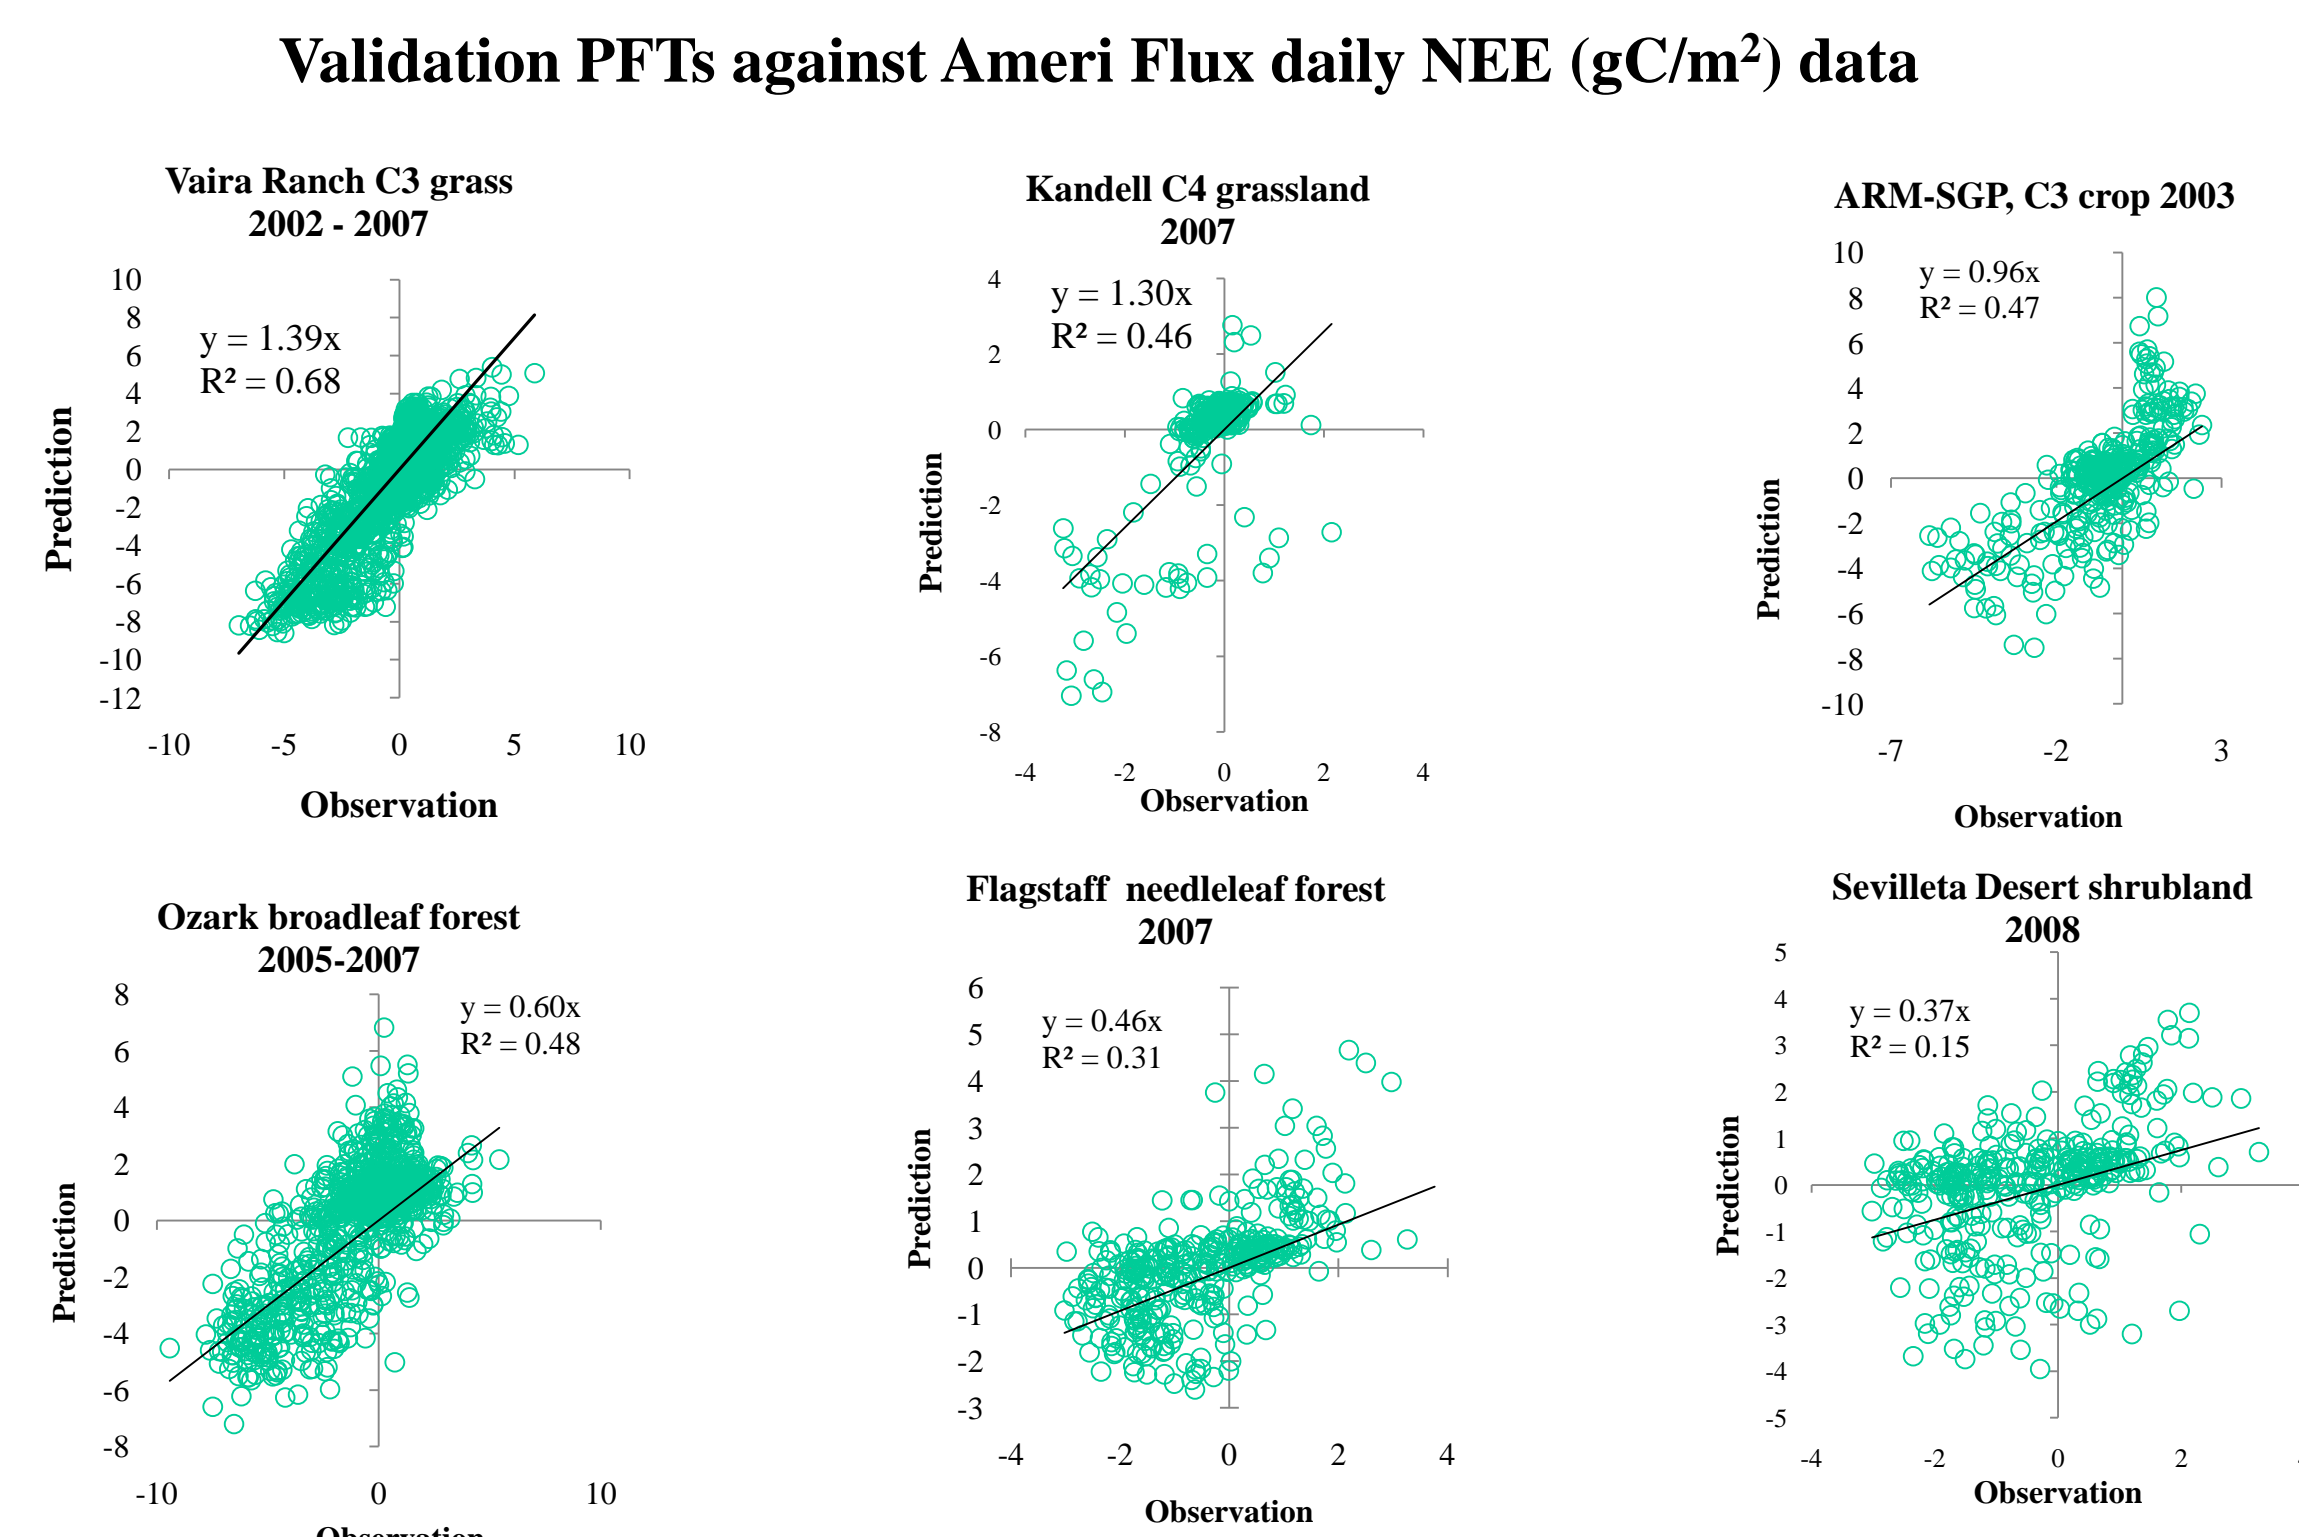 Validation PFTs against Ameri Flux daily NEE (gC/m²) data
Vaira Ranch C3 grass
2002 - 2007
y = 1.39x
R² = 0.68
10
8
6
4
2
0
-2
-4
-6
-8
-10
-12
-10
-5
0
5
10
Prediction
Observation
Kandell C4 grassland
2007
y = 1.30x
R² = 0.46
4
2
0
-2
-4
-6
-8
-4
-2
0
2
4
Prediction
Observation
ARM-SGP, C3 crop 2003
y = 0.96x
R² = 0.47
10
8
6
4
2
0
-2
-4
-6
-8
-10
-7
-2
3
Prediction
Observation
Ozark broadleaf forest
2005-2007
y = 0.60x
R² = 0.48
8
6
4
2
0
-2
-4
-6
-8
-10
0
10
Prediction
Observation
Flagstaff  needleleaf forest
2007
y = 0.46x
R² = 0.31
6
5
4
3
2
1
0
-1
-2
-3
-4
-2
0
2
4
Prediction
Observation
Sevilleta Desert shrubland
2008
y = 0.37x
R² = 0.15
5
4
3
2
1
0
-1
-2
-3
-4
-5
-4
-2
0
2
Prediction
Observation